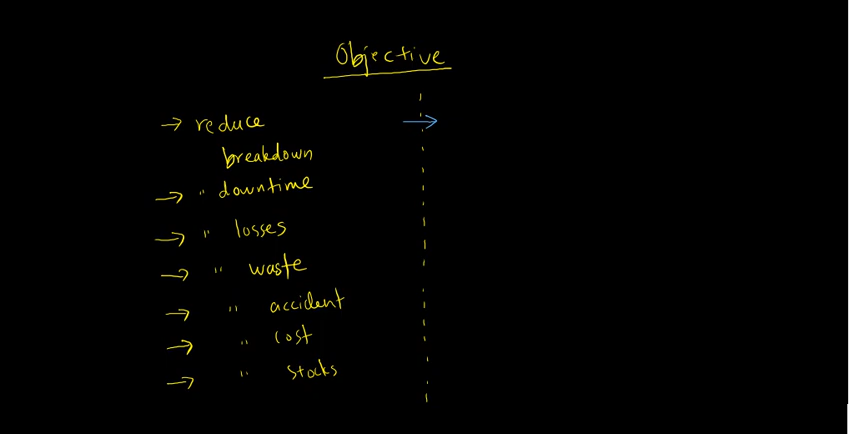 Objective
→ reduce →
breakdown
→ " downtime
→ " losses
→ " waste
→ " accident
→ " cost
→ " stocks